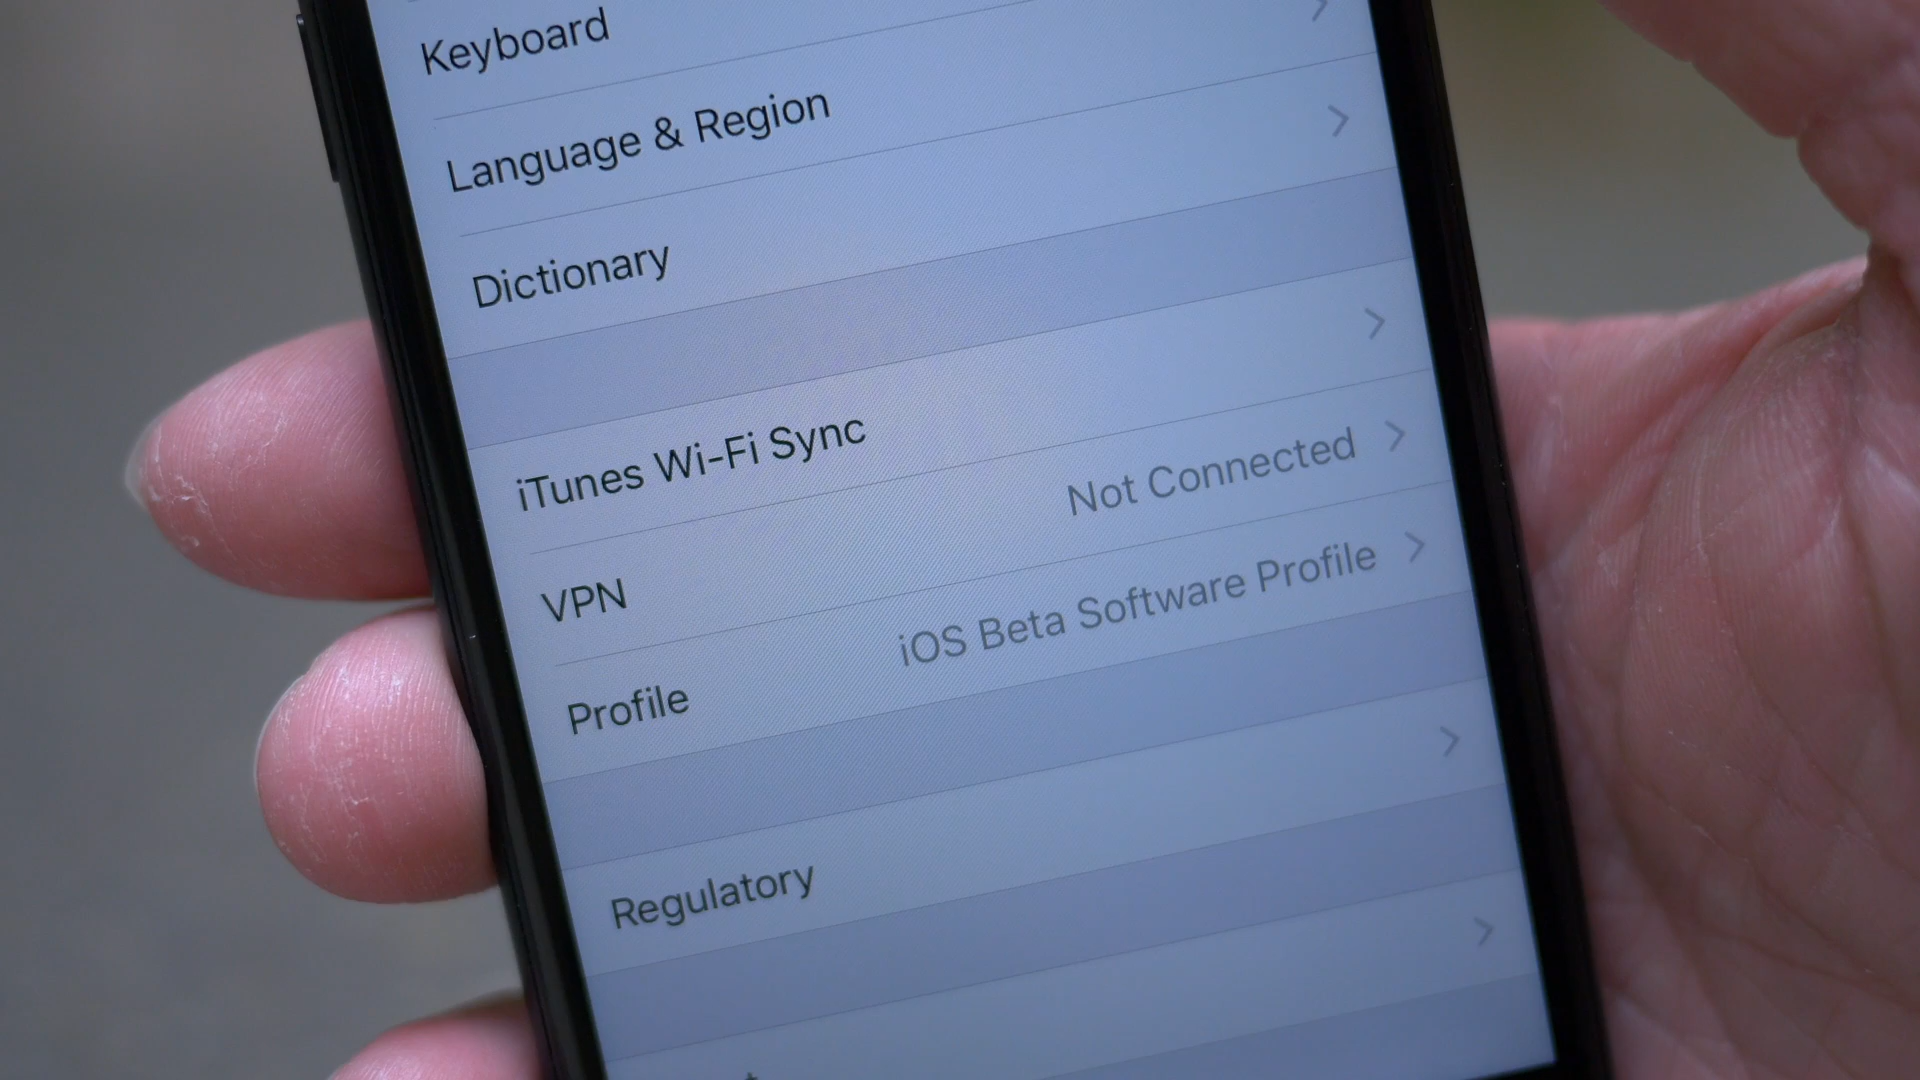 Keyboard
Language & Region
Dictionary
iTunes Wi-Fi Sync
VPN Not Connected
Profile iOS Beta Software Profile
Regulatory